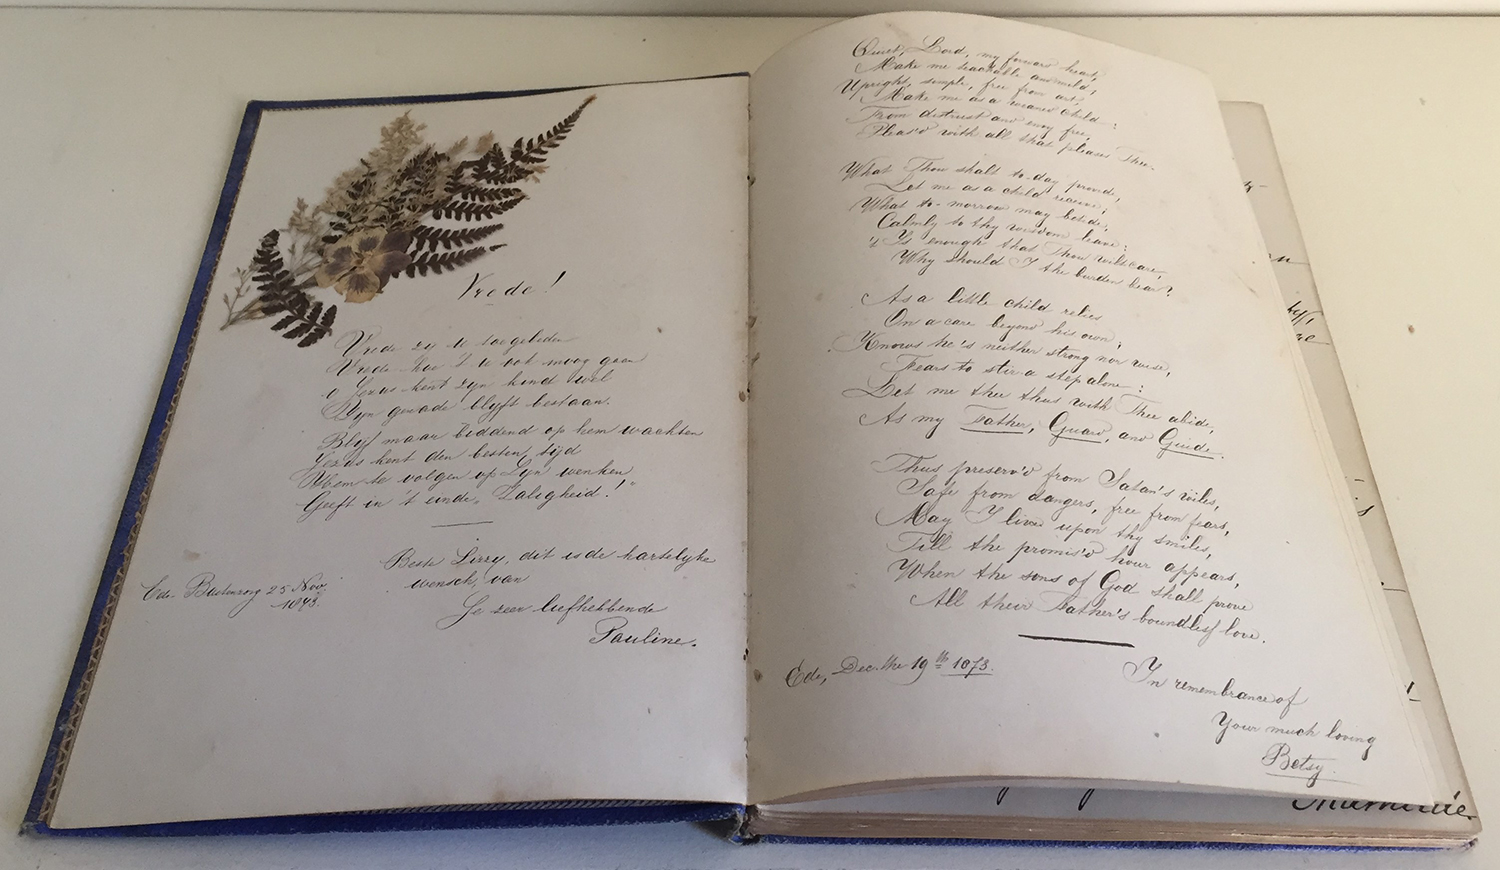 Vrede!
Vrede zy u toegebeden
Vrede hoe 't u ook moog gaan
o Jezus kent zyn kind wel
Zyn genade blyft bestaan.
Blyf maar biddend op hem wachten
Jezus kent den besten tijd
Hem te volgen op Zyn wenken
Geeft in 't einde, Zaligheid!"
Beste Lizzy, dit is de hartelyke
wensch, van
Je zeer liefhebbende
Pauline.
Ede. Buitenzorg 25 Nov.
1873.
Quiet, Lord, my froward heart,
Make me teachable and mild,
Upright, simple, free from art;
Make me as a weaned child:
From distrust and envy free,
Pleas'd with all that pleases Thee.
What Thou shalt to-day provide,
Let me as a child receive;
What to-morrow may betide,
Calmly to thy wisdom leave:
't Is enough that Thou wilt care,
Why should I the burden bear?
As a little child relies
On a care beyond his own;
Knows he's neither strong nor wise,
Fears to stir a step alone:
Let me thee thus with Thee abide,
As my Father, Guard, and Guide.
Thus preserv'd from Satan's wiles,
Safe from dangers, free from fears,
May I live upon thy smiles,
Till the promis'd hour appears,
When the sons of God shall prove
All their Father's boundless love.
Ede, Dec. the 19th 1873.
In remembrance of
Your much loving
Betsy.